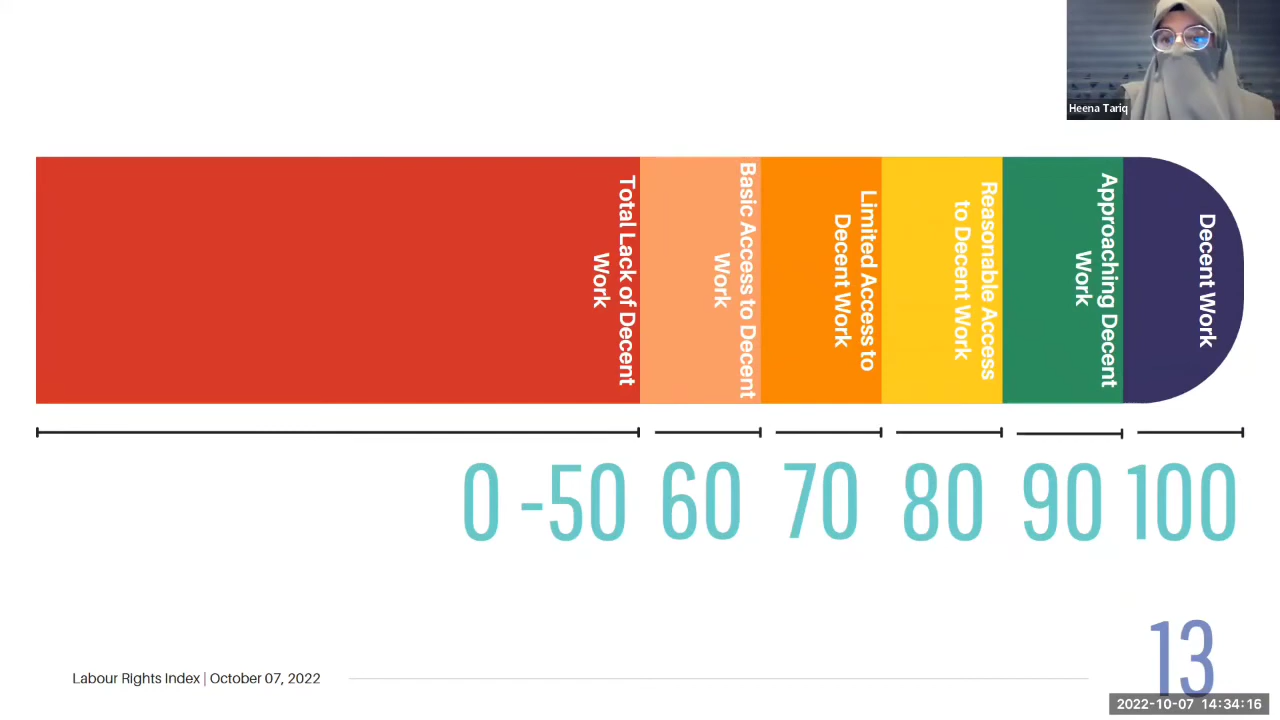 Heena Tariq
Total Lack of Decent
Work
Basic Access to Decent
Work
Limited Access to
Decent Work
Reasonable Access
to Decent Work
Approaching Decent
Work
Decent Work
0 -50 60 70 80 90 100
13
Labour Rights Index | October 07, 2022
2022-10-07 14:34:16